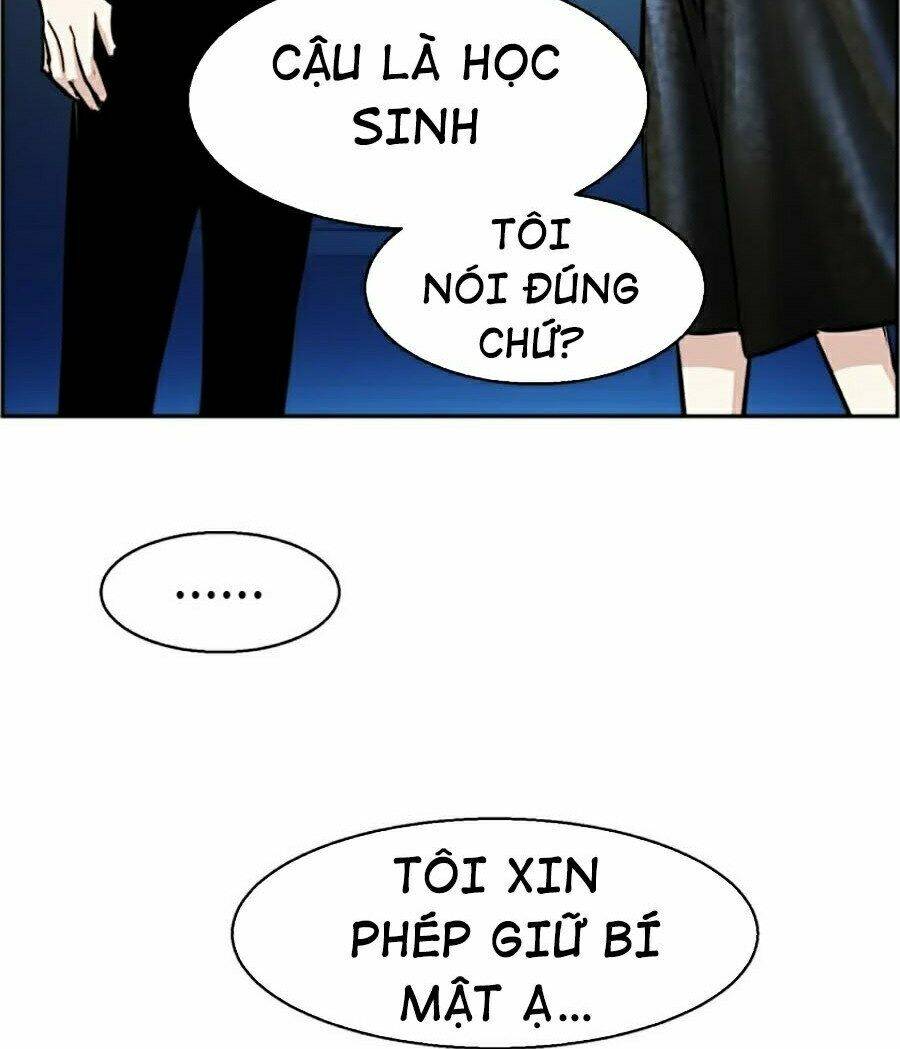 CẬU LÀ HỌC
SINH
TÔI
NÓI ĐÚNG
CHỨ?
......
TÔI XIN
PHÉP GIỮ BÍ
MẬT Ạ...